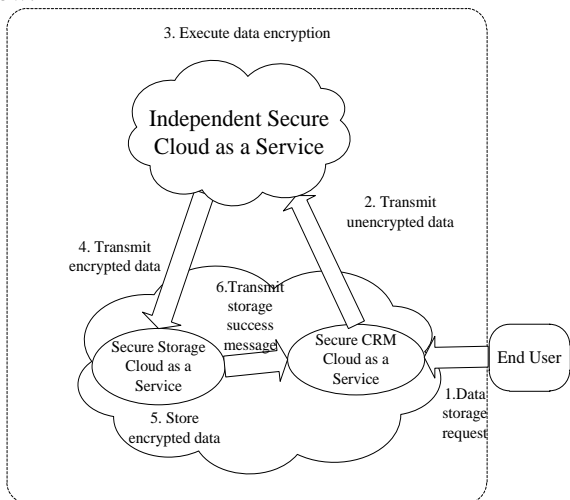 3. Execute data encryption
Independent Secure
Cloud as a Service
2. Transmit
unencrypted data
4. Transmit
encrypted data
6.Transmit
storage
success
message
Secure Storage
Cloud as a
Service
Secure CRM
Cloud as a
Service
End User
1.Data
storage
request
5. Store
encrypted data